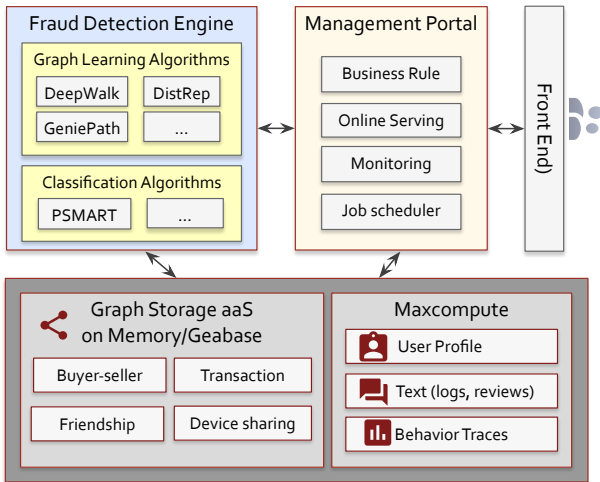 Fraud Detection Engine
Graph Learning Algorithms
DeepWalk
DistRep
GeniePath
...
Classification Algorithms
PSMART
...
Management Portal
Business Rule
Online Serving
Monitoring
Job scheduler
Front End)
Graph Storage aaS
on Memory/Geabase
Buyer-seller
Transaction
Friendship
Device sharing
Maxcompute
User Profile
Text (logs, reviews)
Behavior Traces